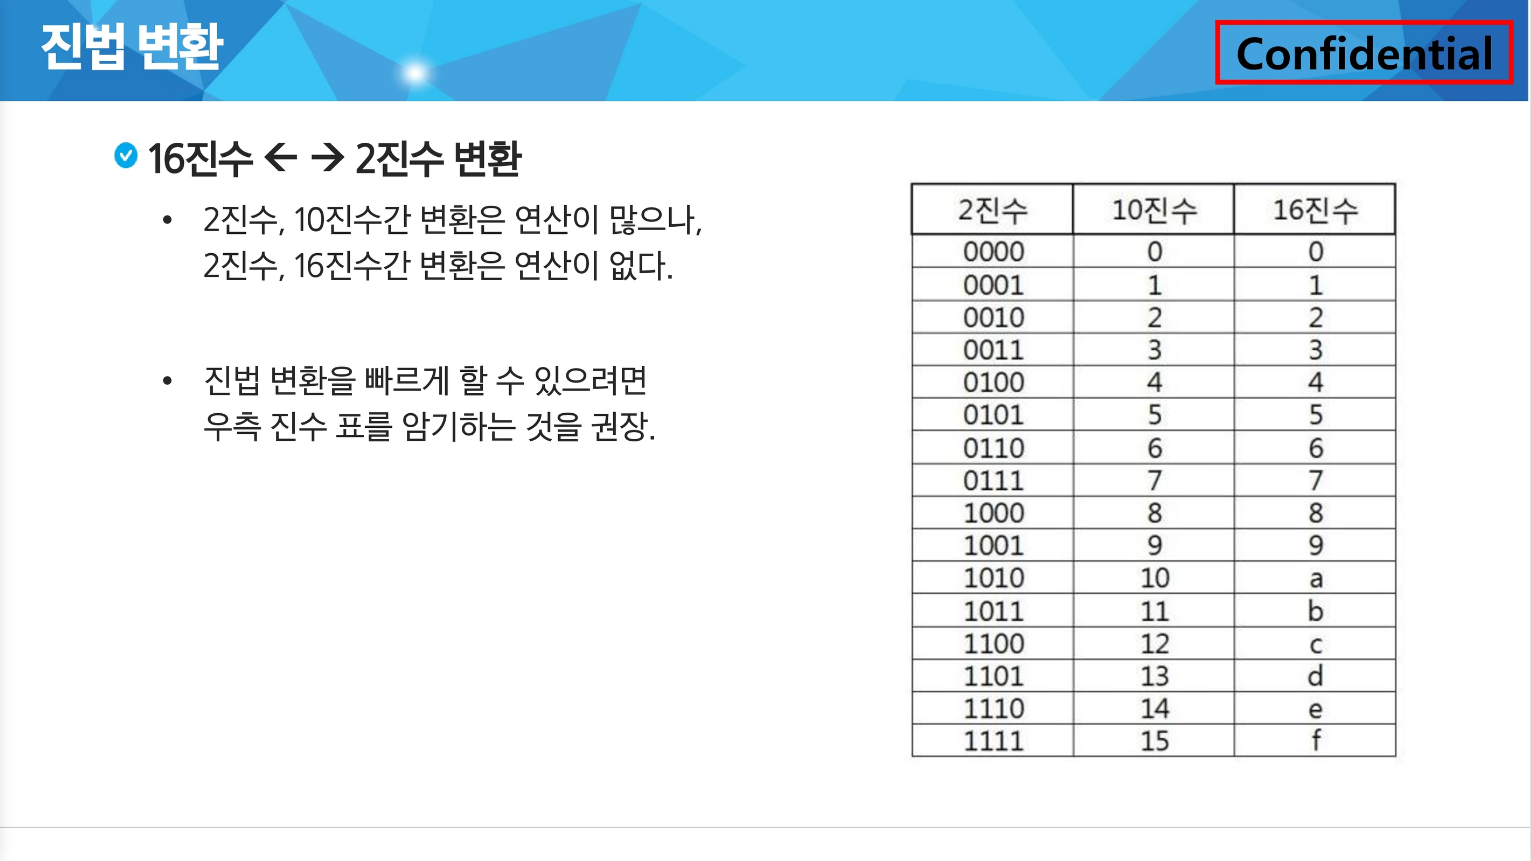 진법 변환
Confidential
16진수 ← → 2진수 변환
• 2진수, 10진수간 변환은 연산이 많으나,
2진수, 16진수간 변환은 연산이 없다.
• 진법 변환을 빠르게 할 수 있으려면
우측 진수 표를 암기하는 것을 권장.
2진수 10진수 16진수
0000 0 0
0001 1 1
0010 2 2
0011 3 3
0100 4 4
0101 5 5
0110 6 6
0111 7 7
1000 8 8
1001 9 9
1010 10 a
1011 11 b
1100 12 c
1101 13 d
1110 14 e
1111 15 f